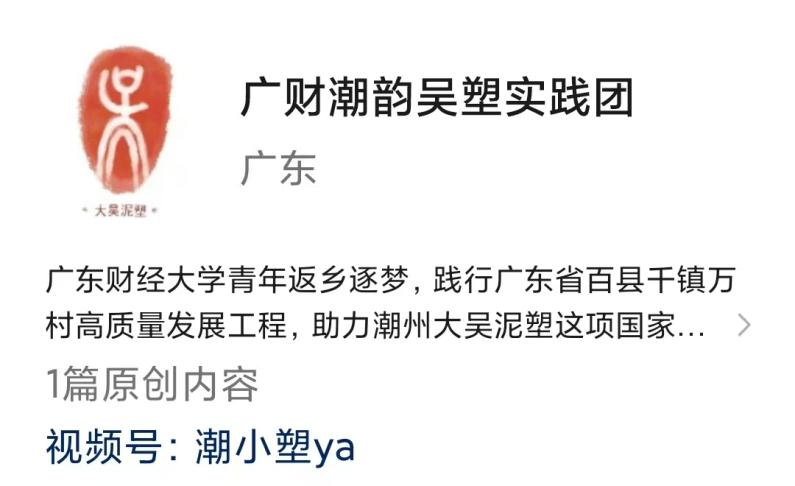 吴
大吴泥塑
广财潮韵吴塑实践团
广东
广东财经大学青年返乡逐梦，践行广东省百县千镇万
村高质量发展工程，助力潮州大吴泥塑这项国家...
1篇原创内容
视频号：潮小塑ya